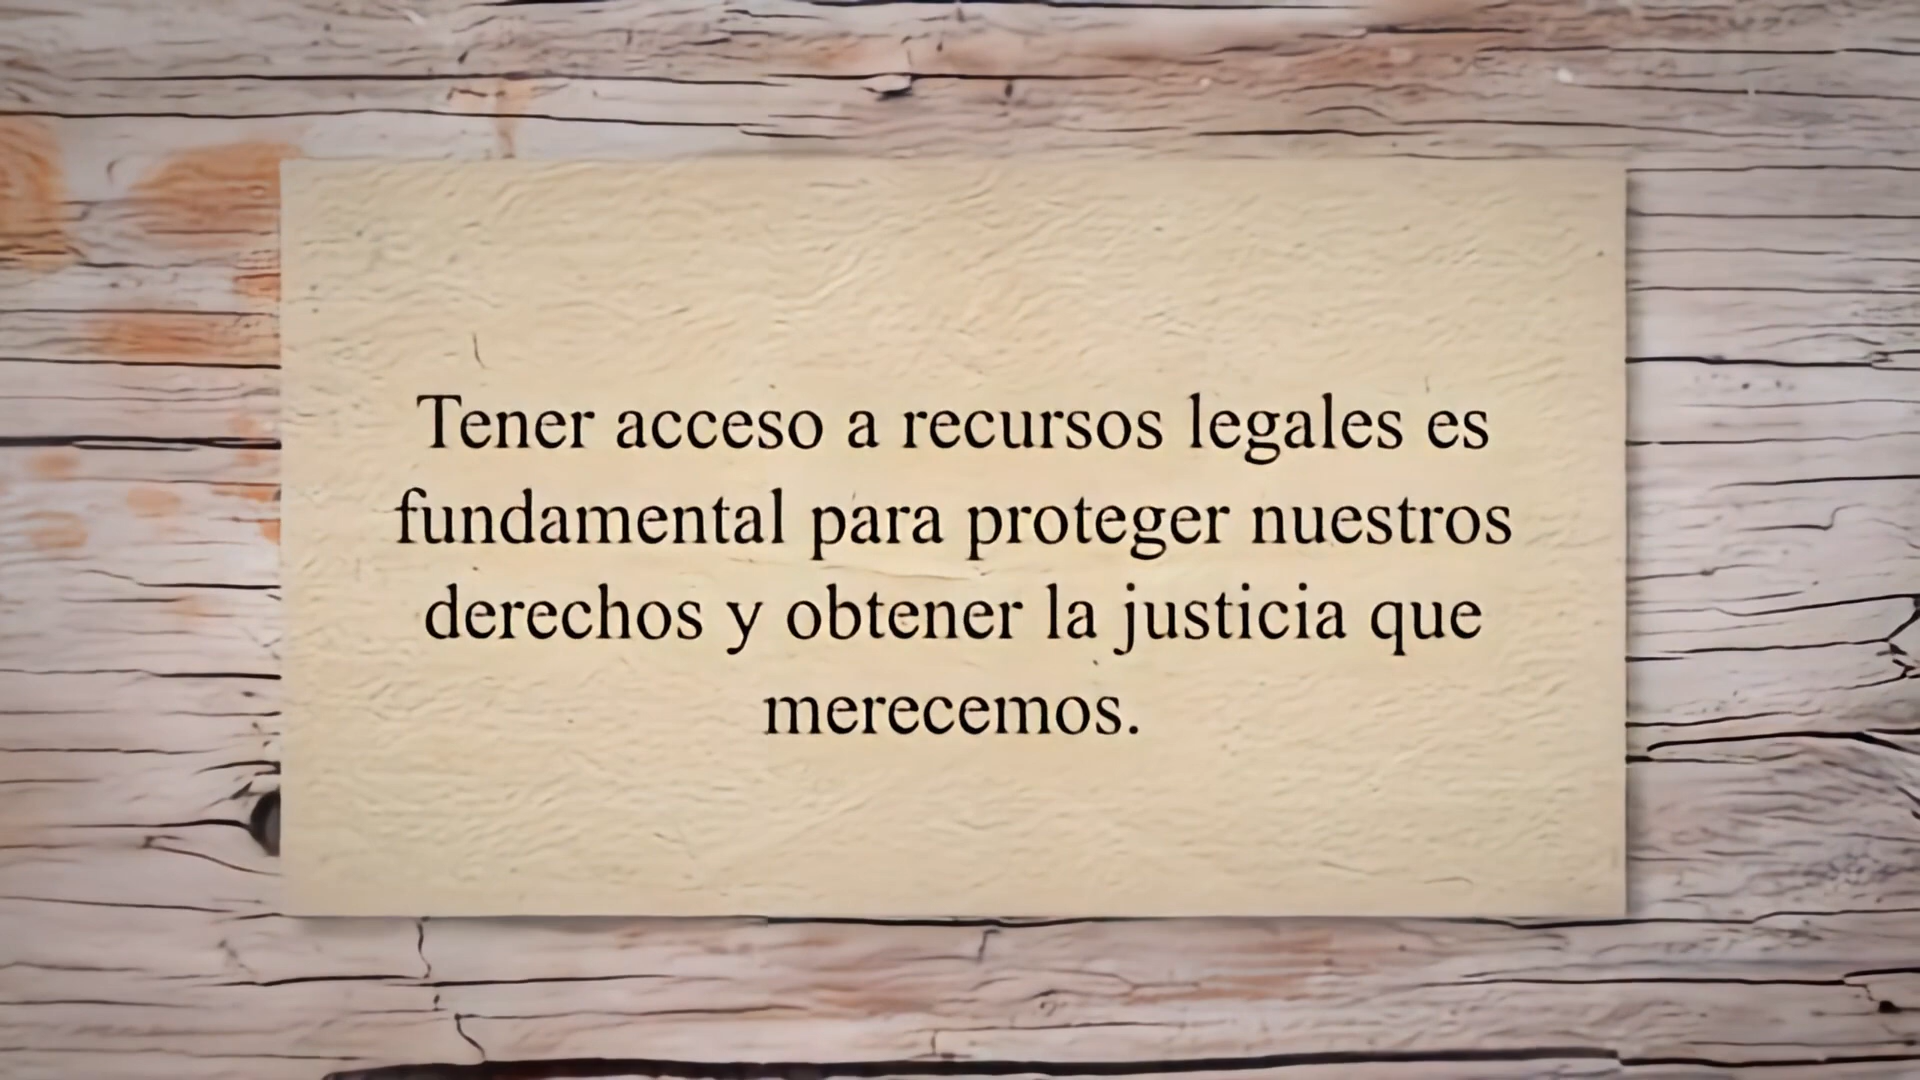 Tener acceso a recursos legales es
fundamental para proteger nuestros
derechos y obtener la justicia que
merecemos.